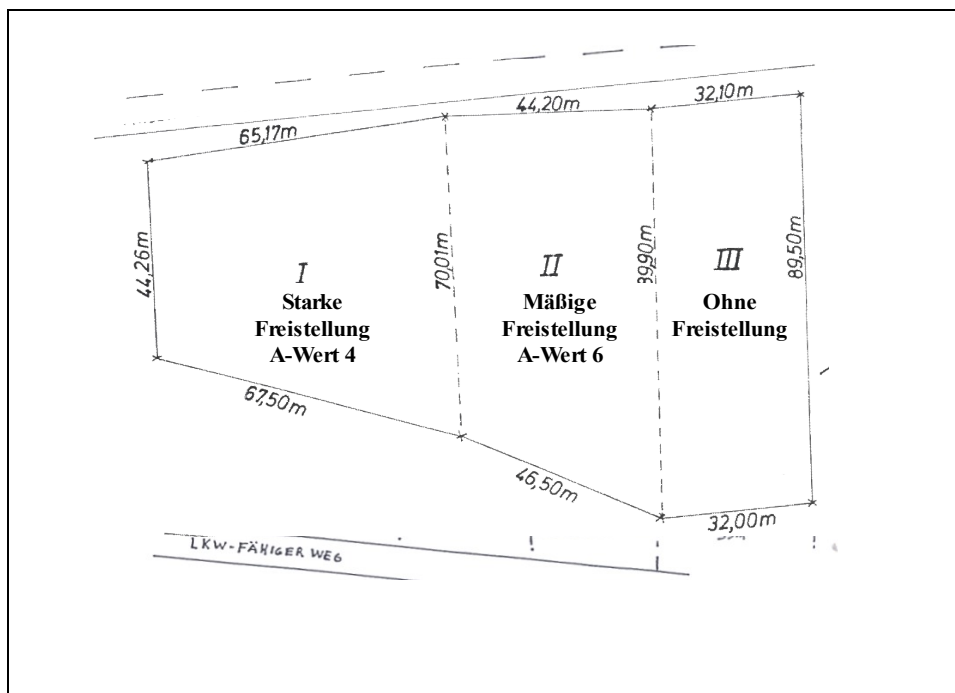 65,17m
44,20m
32,10m
44,26m
70,01m
39,90m
89,50m
I
Starke
Freistellung
A-Wert 4
II
Mäßige
Freistellung
A-Wert 6
III
Ohne
Freistellung
67,50m
46,50m
32,00m
LKW-FÄHIGER WEG